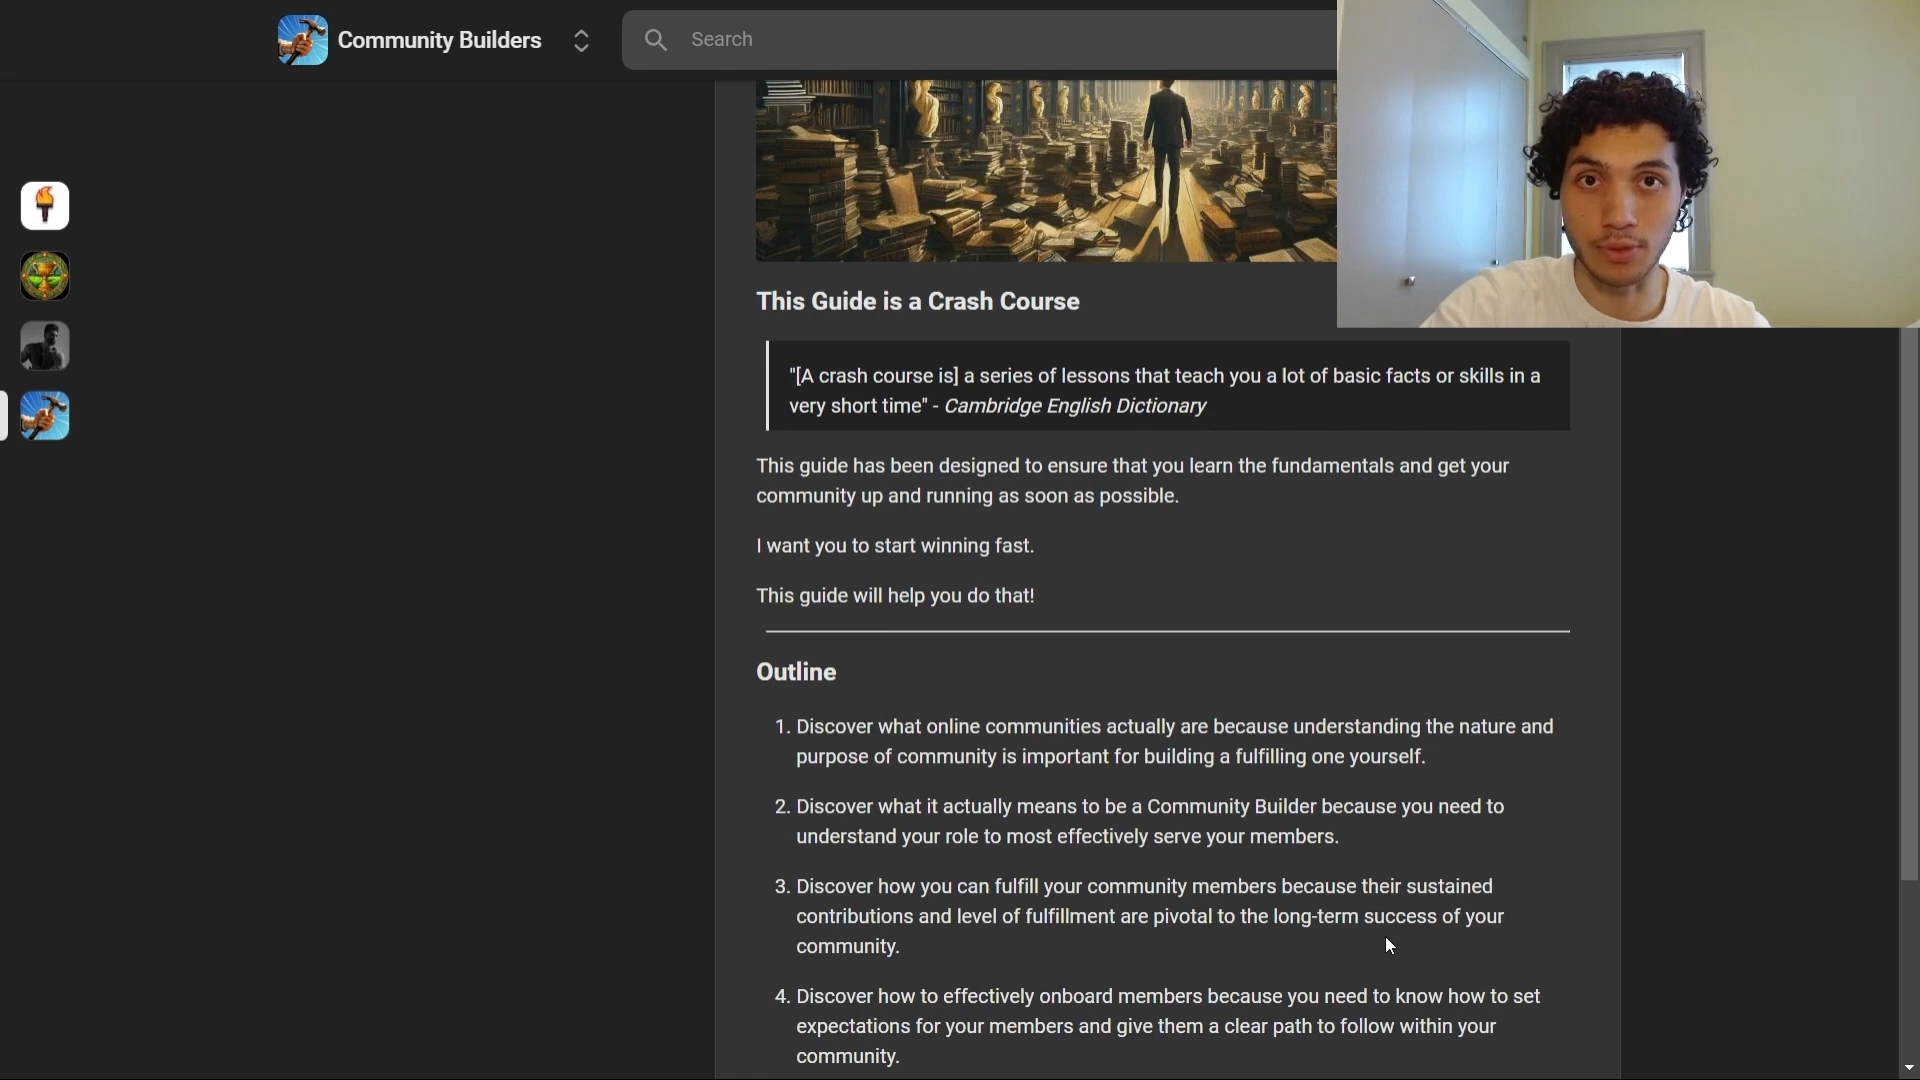 Community Builders
Search
This Guide is a Crash Course
"[A crash course is] a series of lessons that teach you a lot of basic facts or skills in a
very short time" - Cambridge English Dictionary
This guide has been designed to ensure that you learn the fundamentals and get your
community up and running as soon as possible.
I want you to start winning fast.
This guide will help you do that!
Outline
1. Discover what online communities actually are because understanding the nature and
purpose of community is important for building a fulfilling one yourself.
2. Discover what it actually means to be a Community Builder because you need to
understand your role to most effectively serve your members.
3. Discover how you can fulfill your community members because their sustained
contributions and level of fulfillment are pivotal to the long-term success of your
community.
4. Discover how to effectively onboard members because you need to know how to set
expectations for your members and give them a clear path to follow within your
community.